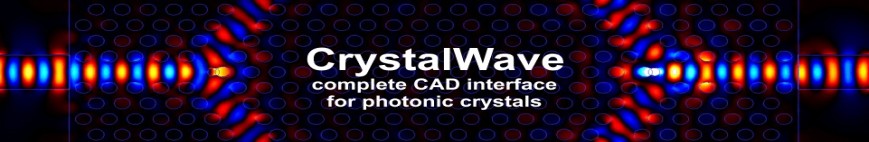 CrystalWave
complete CAD interface
for photonic crystals